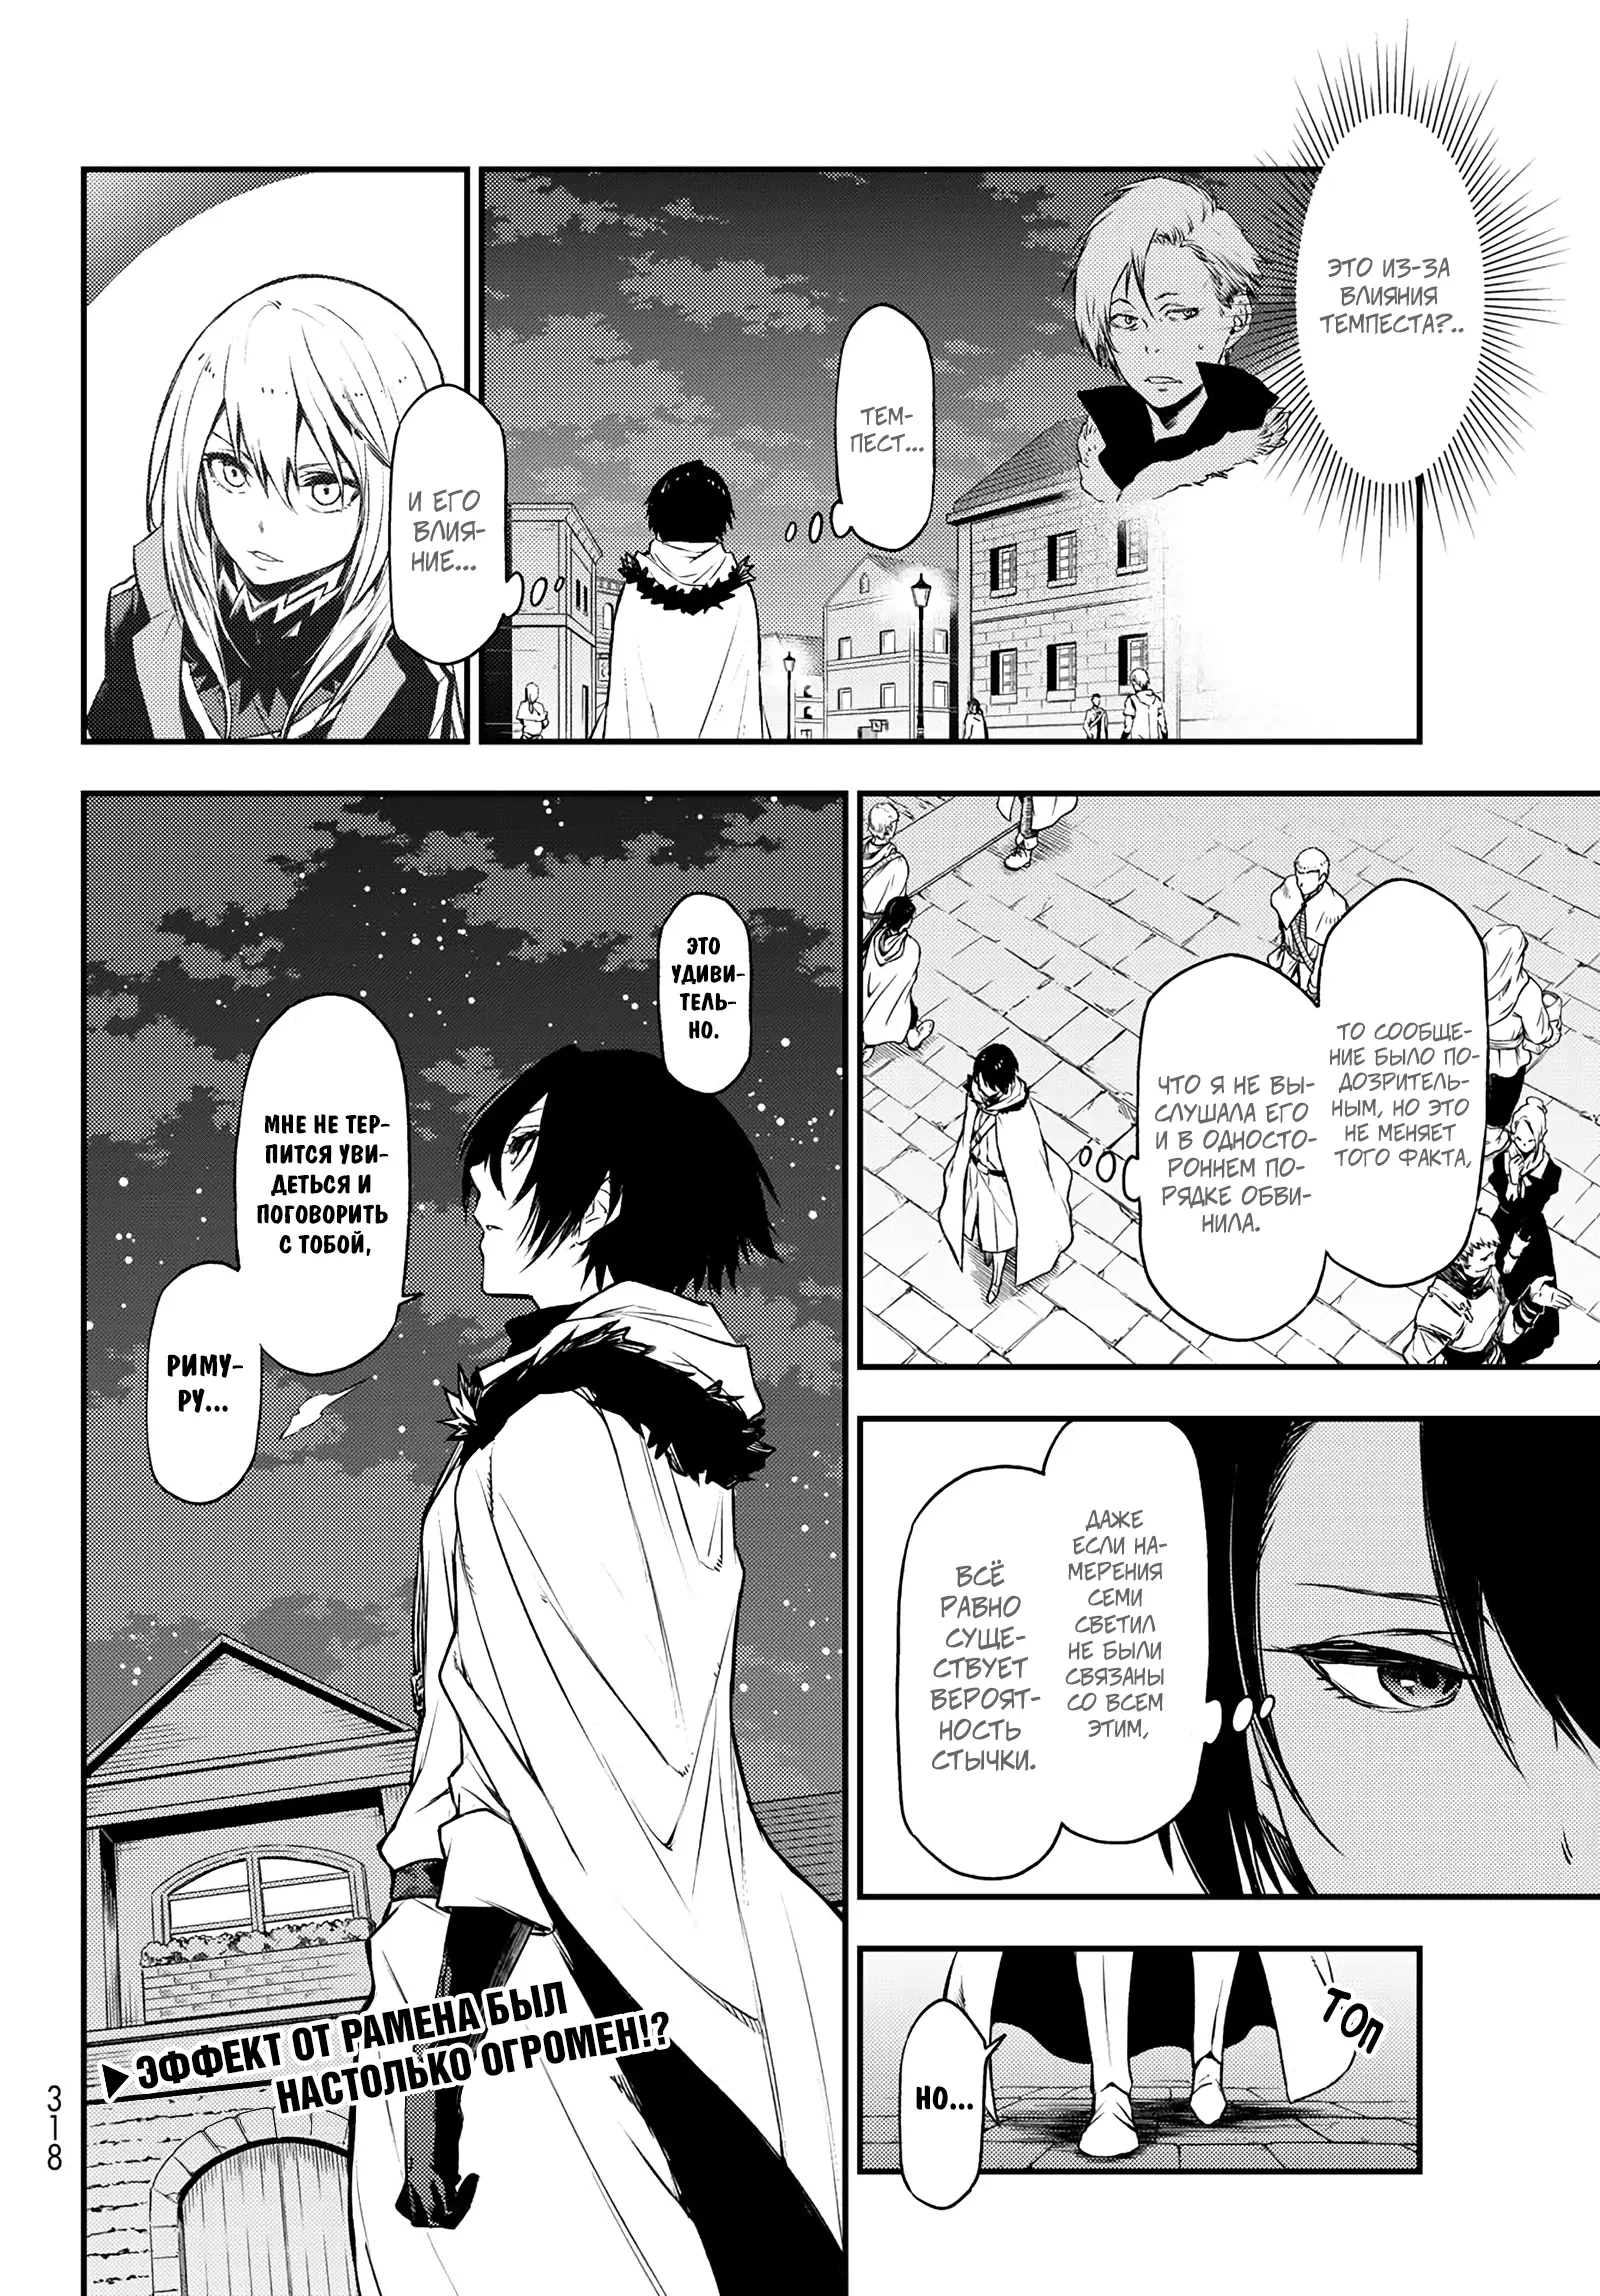 ЭТО ИЗ-ЗА
ВЛИЯНИЯ
ТЕМПЕСТА?..
ТЕМ-
ПЕСТ...
И ЕГО
ВЛИЯ-
НИЕ...
ТО СООБЩЕ-
НИЕ БЫЛО ПО-
ДОЗРИТЕЛЬ-
НЫМ, НО ЭТО
НЕ МЕНЯЕТ
ТОГО ФАКТА,
ЧТО Я НЕ ВЫ-
СЛУШАЛА ЕГО
И В ОДНОСТО-
РОННЕМ ПО-
РЯДКЕ ОБВИ-
НИЛА.
ДАЖЕ
ЕСЛИ НА-
МЕРЕНИЯ
СЕМИ
СВЕТИЛ
НЕ БЫЛИ
СВЯЗАНЫ
СО ВСЕМ
ЭТИМ,
ВСЁ
РАВНО
СУЩЕ-
СТВУЕТ
ВЕРОЯТ-
НОСТЬ
СТЫЧКИ.
ТОП
НО...
ЭТО
УДИВИ-
ТЕЛЬ-
НО.
МНЕ НЕ ТЕР-
ПИТСЯ УВИ-
ДЕТЬСЯ И
ПОГОВОРИТЬ
С ТОБОЙ,
РИМУ-
РУ...
ЭФФЕКТ ОТ РАМЕНА БЫЛ
НАСТОЛЬКО ОГРОМЕН!?
318